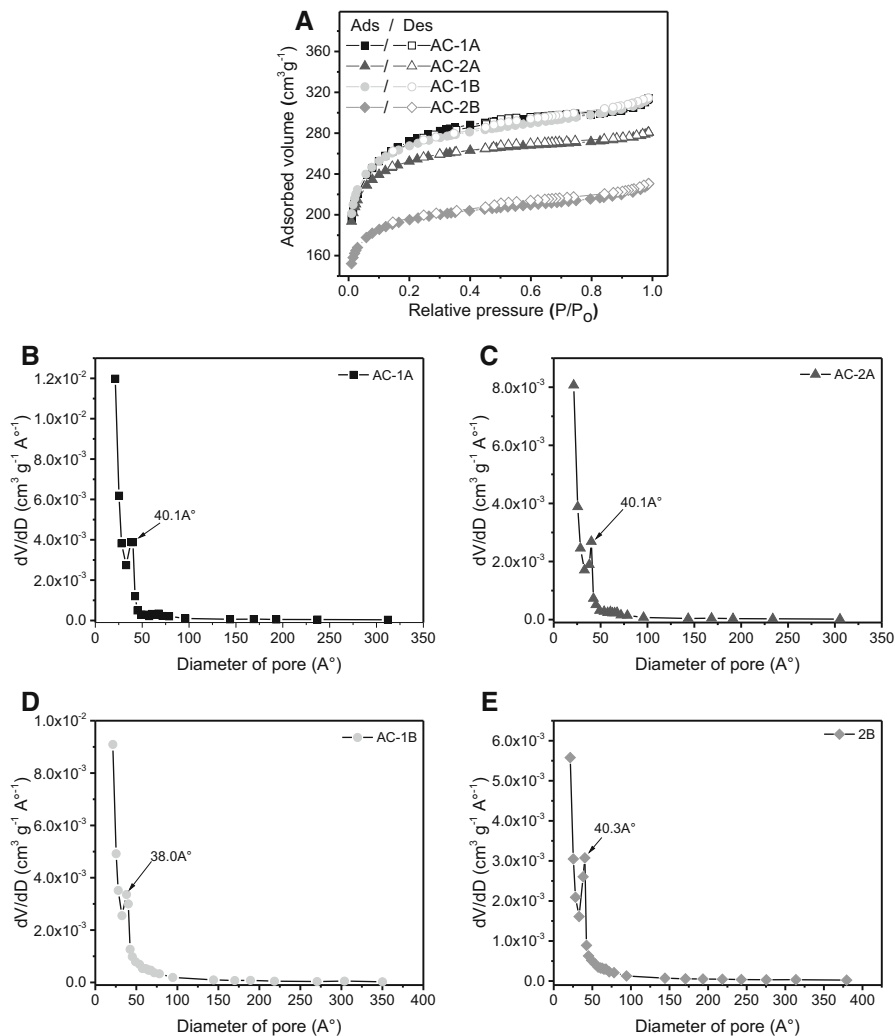 A
Ads / Des
/ AC-1A
/ AC-2A
/ AC-1B
/ AC-2B
360
320
280
240
200
160
Adsorbed volume (cm³g⁻¹)
0.0 0.2 0.4 0.6 0.8 1.0
Relative pressure (P/P₀)
B
AC-1A
1.2x10⁻²
1.0x10⁻²
8.0x10⁻³
6.0x10⁻³
4.0x10⁻³
2.0x10⁻³
0.0
dV/dD (cm³ g⁻¹ A°⁻¹)
40.1A°
0 50 100 150 200 250 300 350
Diameter of pore (A°)
C
AC-2A
8.0x10⁻³
6.0x10⁻³
4.0x10⁻³
2.0x10⁻³
0.0
dV/dD (cm³ g⁻¹ A°⁻¹)
40.1A°
0 50 100 150 200 250 300 350
Diameter of pore (A°)
D
AC-1B
1.0x10⁻²
8.0x10⁻³
6.0x10⁻³
4.0x10⁻³
2.0x10⁻³
0.0
dV/dD (cm³ g⁻¹ A°⁻¹)
38.0A°
0 50 100 150 200 250 300 350 400
Diameter of pore (A°)
E
2B
6.0x10⁻³
5.0x10⁻³
4.0x10⁻³
3.0x10⁻³
2.0x10⁻³
1.0x10⁻³
0.0
dV/dD (cm³ g⁻¹ A°⁻¹)
40.3A°
0 50 100 150 200 250 300 350 400
Diameter of pore (A°)